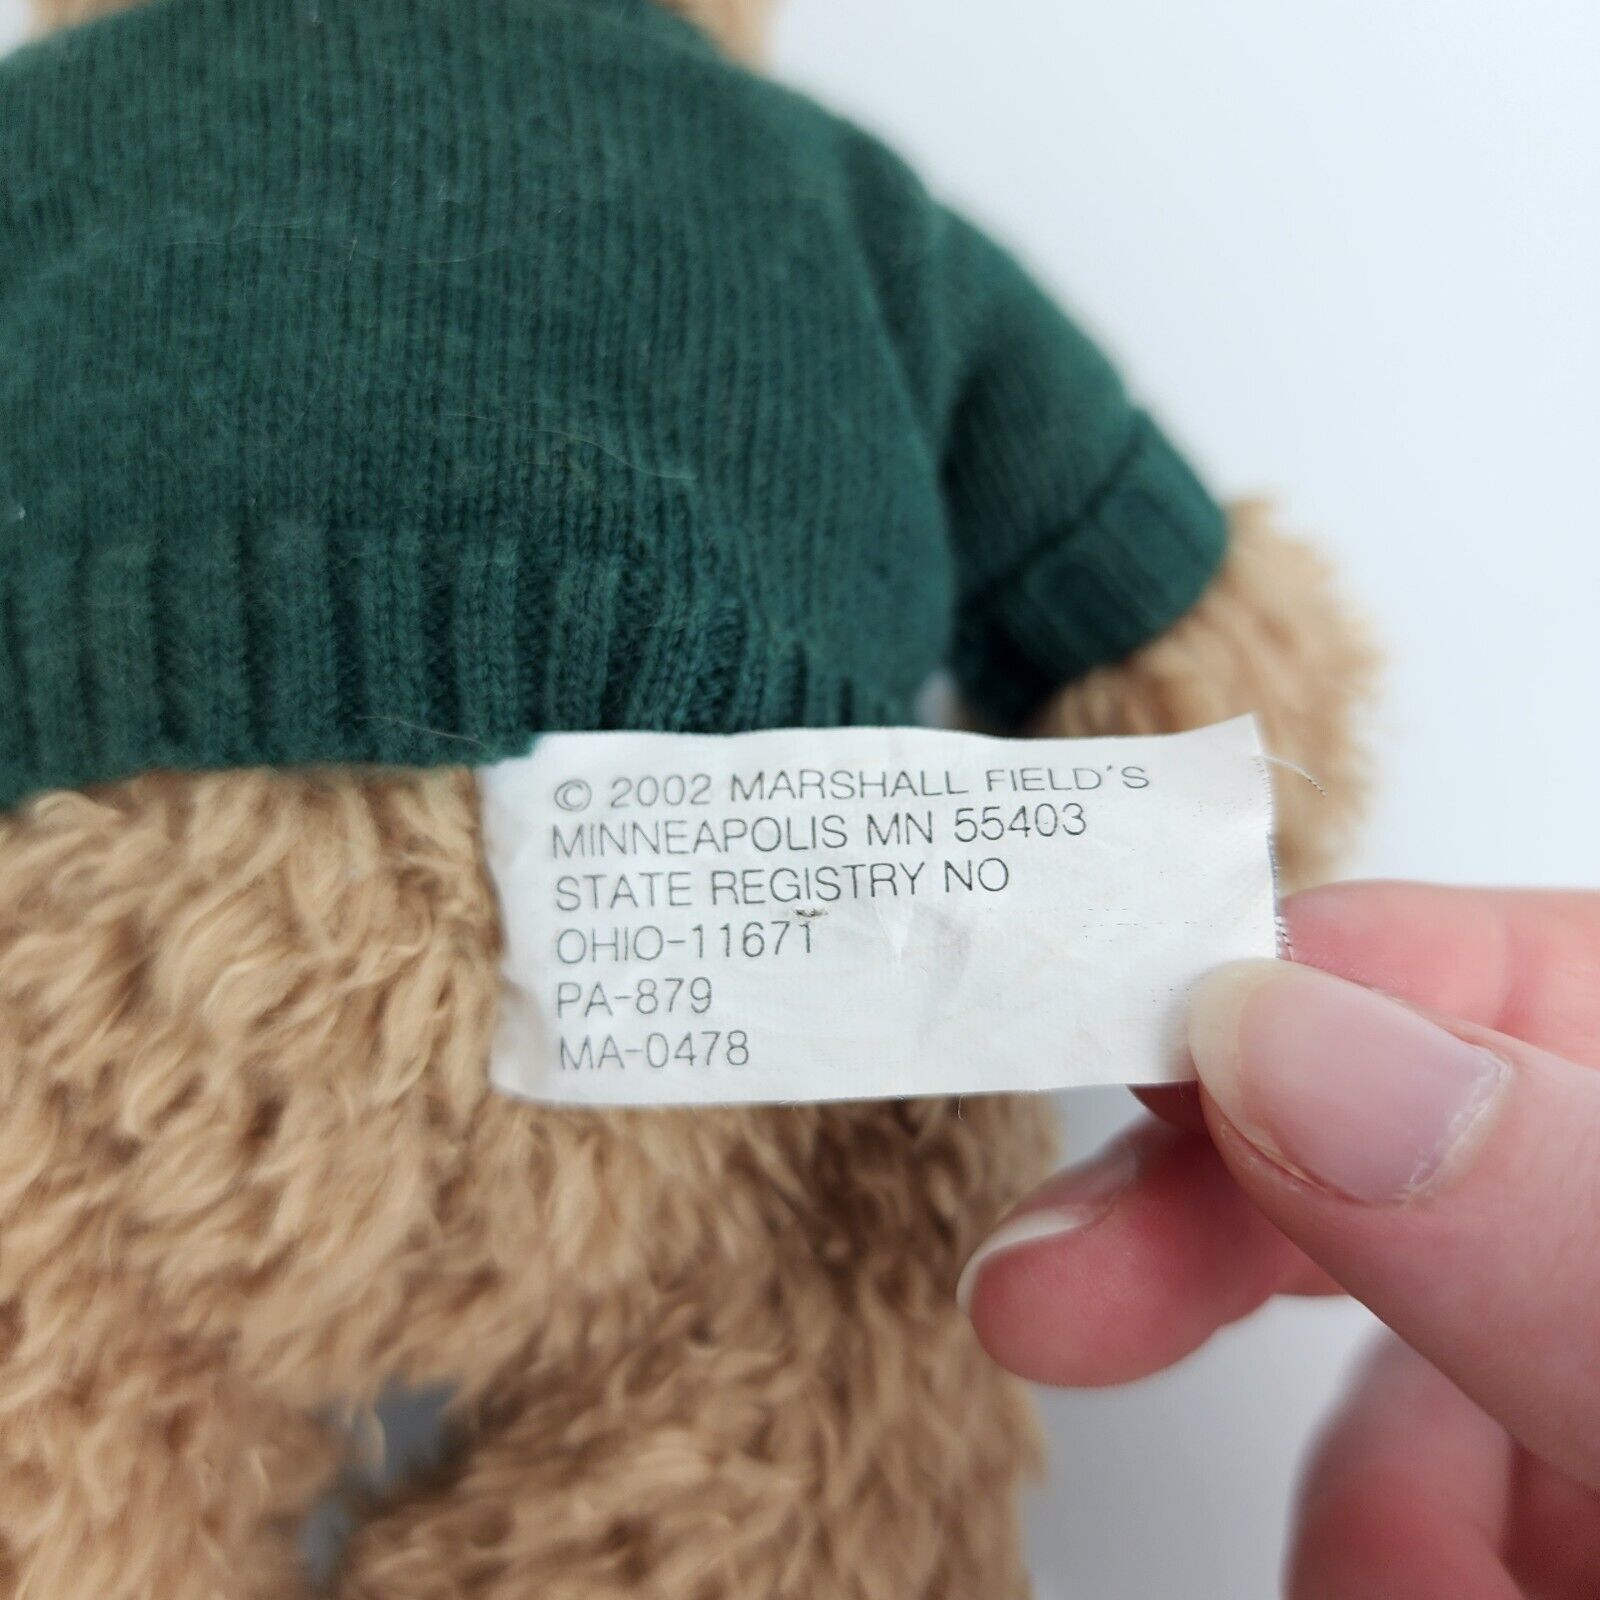 © 2002 MARSHALL FIELD'S
MINNEAPOLIS MN 55403
STATE REGISTRY NO
OHIO-11671
PA-879
MA-0478